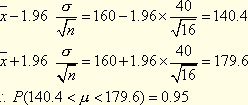 x̄−1.96 σ/√n = 160−1.96× 40/√16 = 140.4
x̄+1.96 σ/√n = 160+1.96× 40/√16 = 179.6
∴ P(140.4 < μ < 179.6) = 0.95